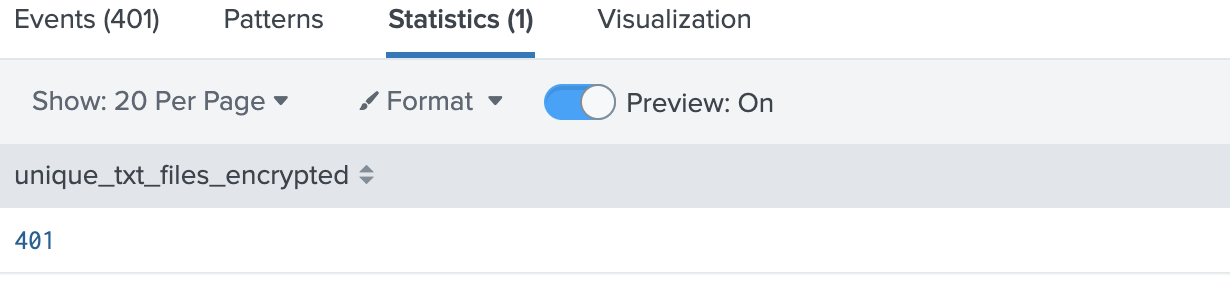 Events (401) Patterns Statistics (1) Visualization
Show: 20 Per Page Format Preview: On
unique_txt_files_encrypted
401